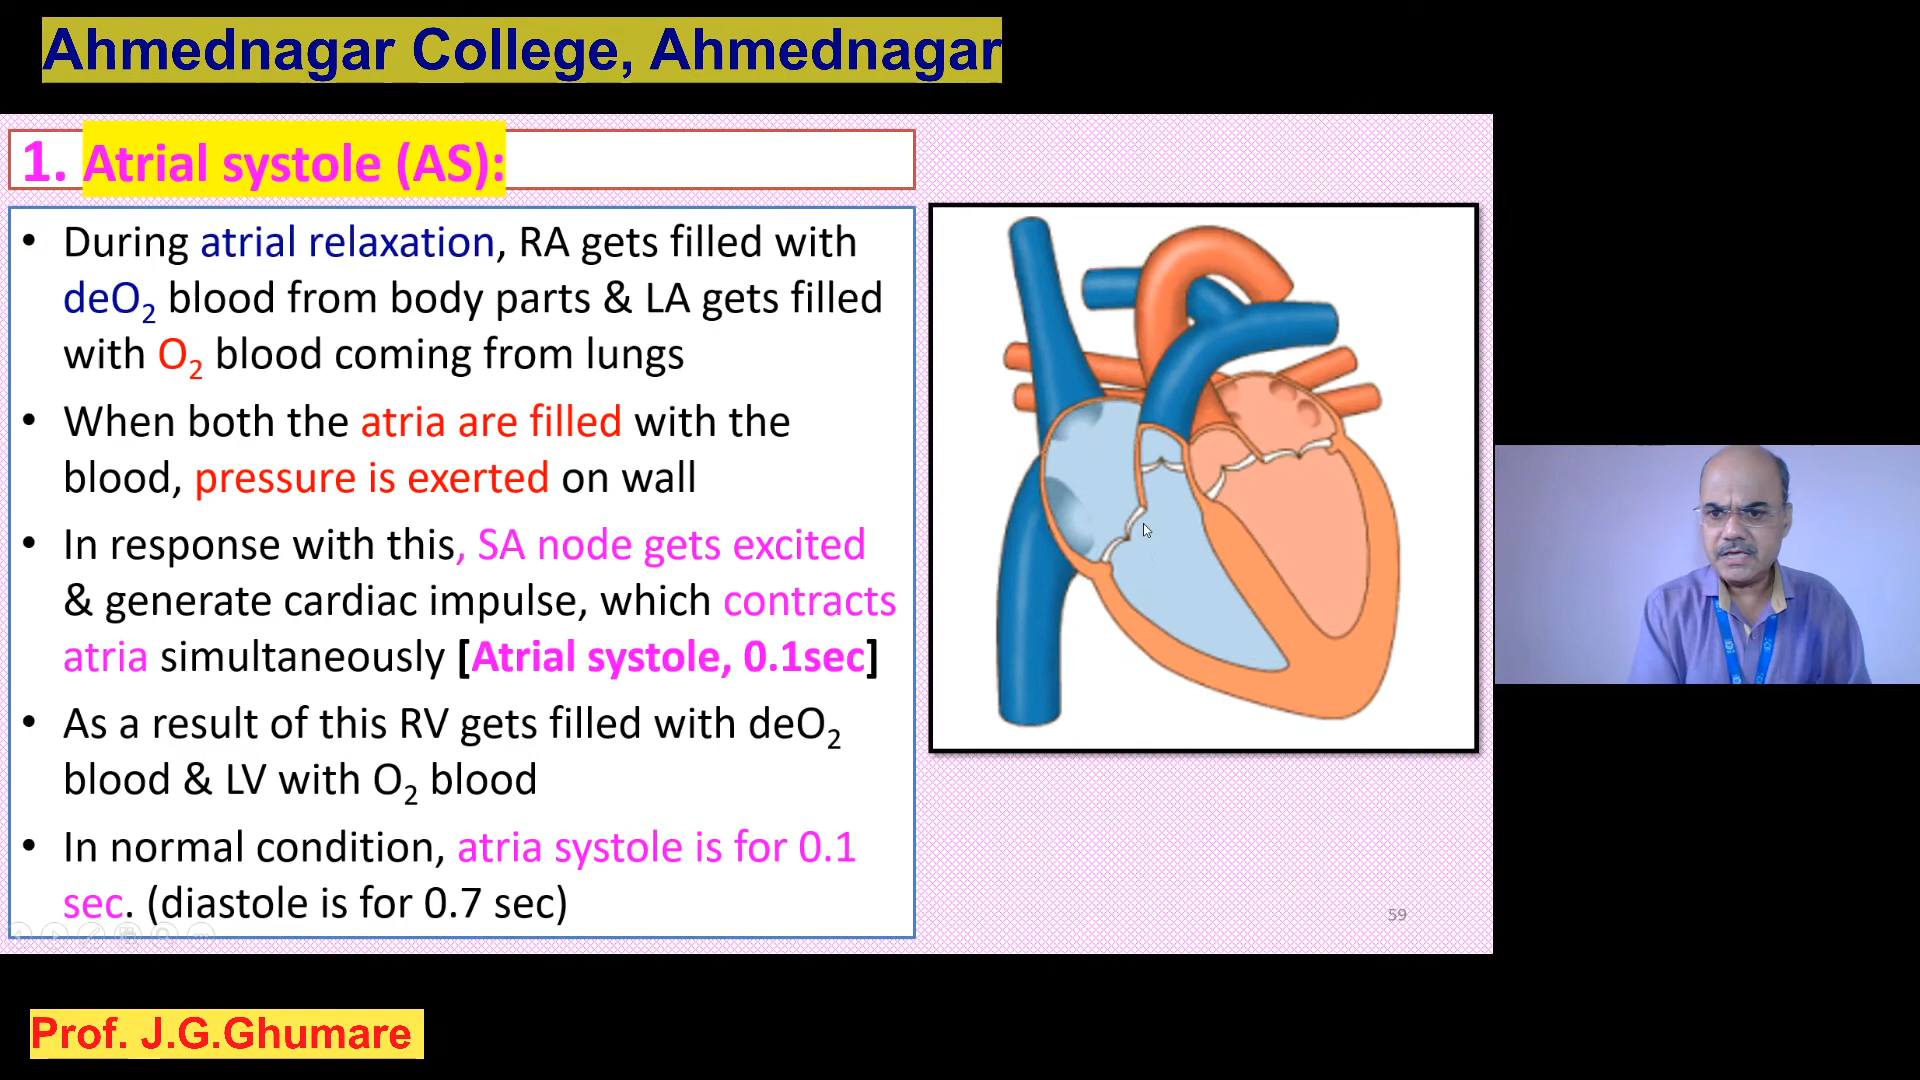 Ahmednagar College, Ahmednagar
1. Atrial systole (AS):
• During atrial relaxation, RA gets filled with
deO2 blood from body parts & LA gets filled
with O2 blood coming from lungs
• When both the atria are filled with the
blood, pressure is exerted on wall
• In response with this, SA node gets excited
& generate cardiac impulse, which contracts
atria simultaneously [Atrial systole, 0.1sec]
• As a result of this RV gets filled with deO2
blood & LV with O2 blood
• In normal condition, atria systole is for 0.1
sec. (diastole is for 0.7 sec)
59
Prof. J.G.Ghumare